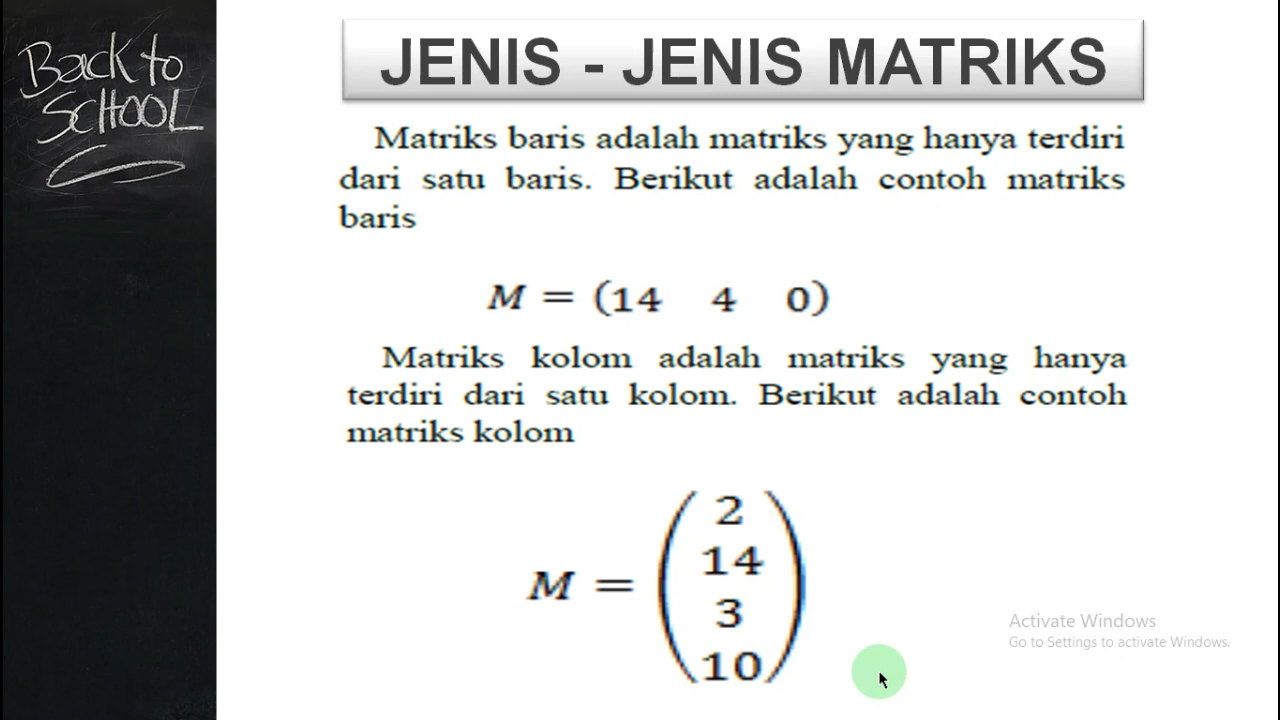 Back to
SCHOOL
JENIS - JENIS MATRIKS
Matriks baris adalah matriks yang hanya terdiri
dari satu baris. Berikut adalah contoh matriks
baris
M = (14 4 0)
Matriks kolom adalah matriks yang hanya
terdiri dari satu kolom. Berikut adalah contoh
matriks kolom
2
14
M =
3
10
Activate Windows
Go to Settings to activate Windows.